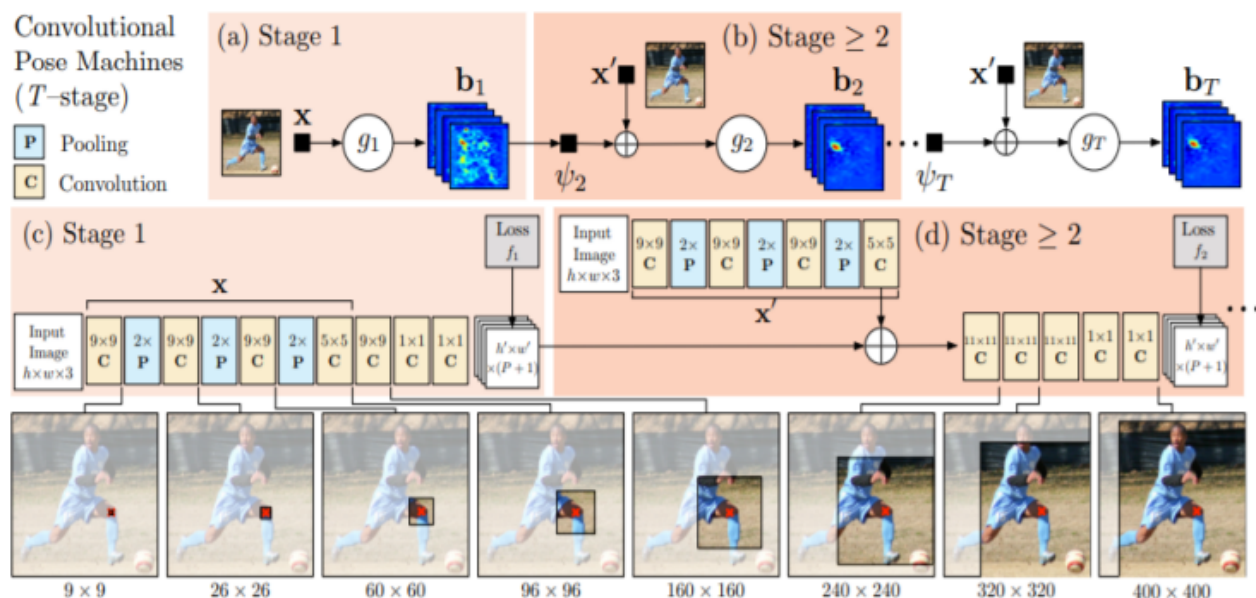 Convolutional
Pose Machines
(T–stage)
P Pooling
C Convolution
(a) Stage 1
x
g₁
b₁
(b) Stage ≥ 2
x′
ψ₂
g₂
b₂
x′
ψ_T
g_T
b_T
(c) Stage 1
Input
Image
h×w×3
x
9×9
C
2×
P
9×9
C
2×
P
9×9
C
2×
P
5×5
C
9×9
C
1×1
C
1×1
C
Loss
f₁
h′×w′
×(P+1)
(d) Stage ≥ 2
Input
Image
h×w×3
9×9
C
2×
P
9×9
C
2×
P
9×9
C
2×
P
5×5
C
x′
11×11
C
11×11
C
11×11
C
1×1
C
1×1
C
Loss
f₂
h′×w′
×(P+1)
9 × 9
26 × 26
60 × 60
96 × 96
160 × 160
240 × 240
320 × 320
400 × 400